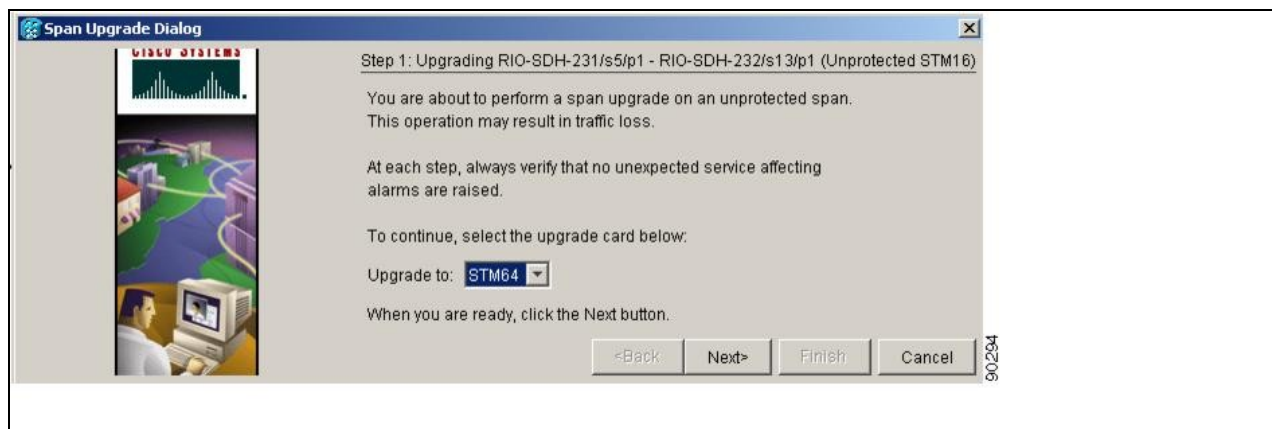 Span Upgrade Dialog
CISCO SYSTEMS
Step 1: Upgrading RIO-SDH-231/s5/p1 - RIO-SDH-232/s13/p1 (Unprotected STM16)
You are about to perform a span upgrade on an unprotected span.
This operation may result in traffic loss.
At each step, always verify that no unexpected service affecting
alarms are raised.
To continue, select the upgrade card below:
Upgrade to: STM64
When you are ready, click the Next button.
<Back Next> Finish Cancel
90294